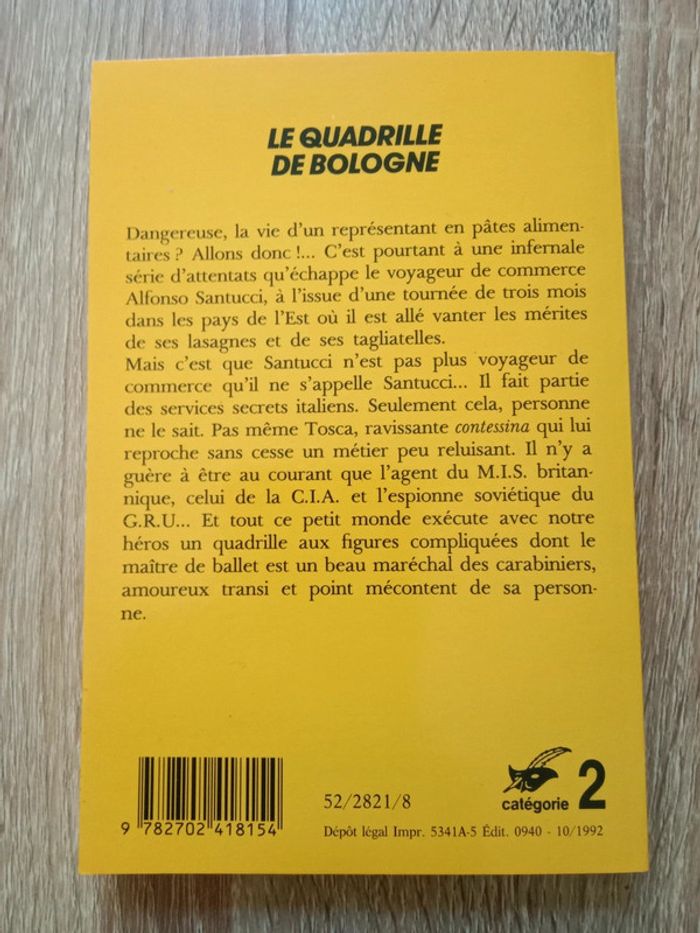 LE QUADRILLE
DE BOLOGNE
Dangereuse, la vie d'un représentant en pâtes alimen-
taires ? Allons donc !... C'est pourtant à une infernale
série d'attentats qu'échappe le voyageur de commerce
Alfonso Santucci, à l'issue d'une tournée de trois mois
dans les pays de l'Est où il est allé vanter les mérites
de ses lasagnes et de ses tagliatelles.
Mais c'est que Santucci n'est pas plus voyageur de
commerce qu'il ne s'appelle Santucci... Il fait partie
des services secrets italiens. Seulement cela, personne
ne le sait. Pas même Tosca, ravissante contessina qui lui
reproche sans cesse un métier peu reluisant. Il n'y a
guère à être au courant que l'agent du M.I.S. britan-
nique, celui de la C.I.A. et l'espionne soviétique du
G.R.U... Et tout ce petit monde exécute avec notre
héros un quadrille aux figures compliquées dont le
maître de ballet est un beau maréchal des carabiniers,
amoureux transi et point mécontent de sa person-
ne.
9 782702 418154
52/2821/8
catégorie 2
Dépôt légal Impr. 5341A-5 Édit. 0940 - 10/1992